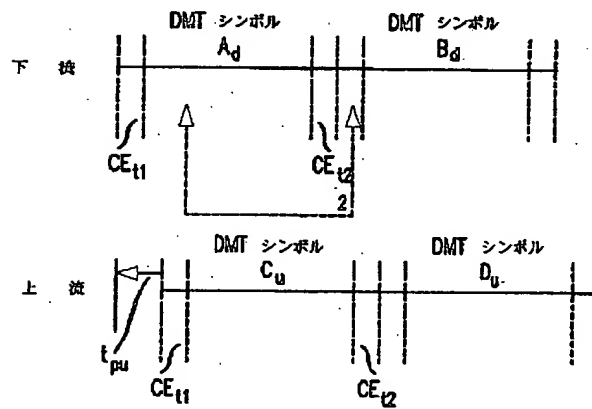 DMT シンボル
A_d
DMT シンボル
B_d
下 流
CE_t1
CE_t2
2
DMT シンボル
C_u
DMT シンボル
D_u
上 流
t_pu
CE_t1
CE_t2